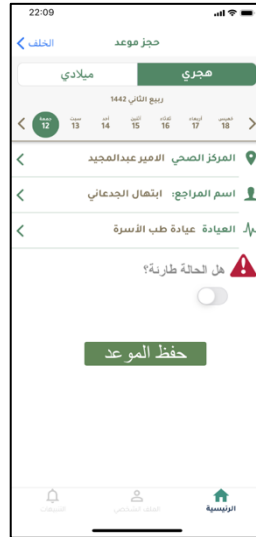 22:09
الخلف
حجز موعد
هجري
ميلادي
ربيع الثاني 1442
خميس أربعاء ثلاثاء اثنين أحد سبت جمعة
18 17 16 15 14 13 12
المركز الصحي الامير عبدالمجيد
اسم المراجع: ابتهال الجدعاني
العيادة عيادة طب الأسرة
هل الحالة طارئة؟
حفظ الموعد
الرئيسية الملف الشخصي التنبيهات